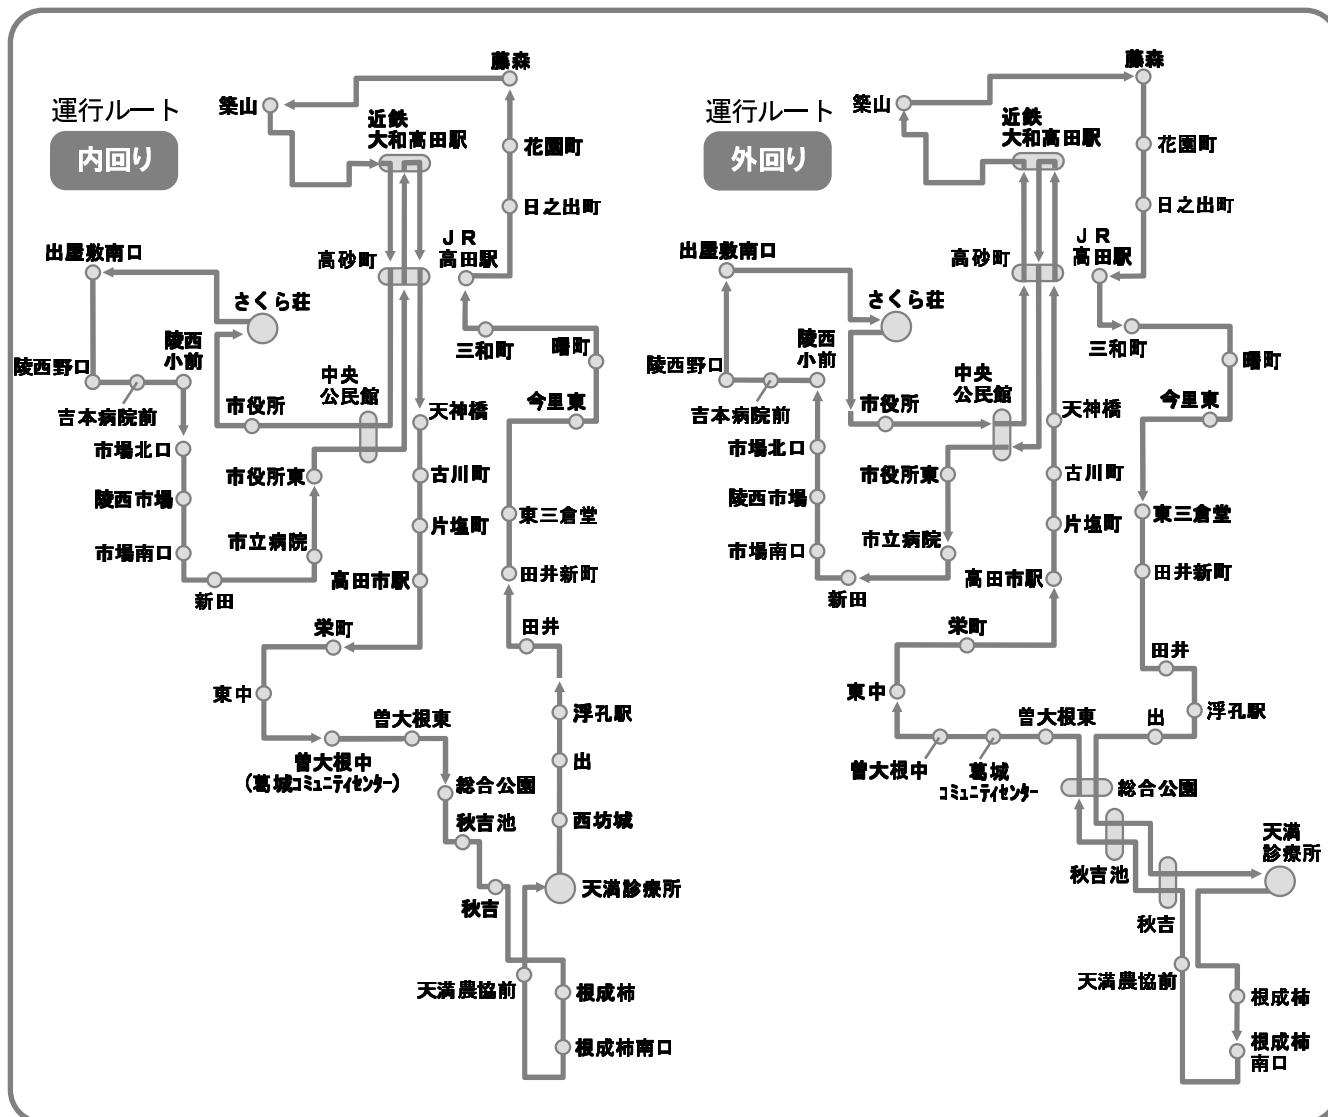 運行ルート
内回り
藤森
築山
近鉄
大和高田駅
花園町
日之出町
ＪＲ
高田駅
高砂町
出屋敷南口
さくら荘
陵西
小前
陵西野口
三和町
曙町
中央
公民館
吉本病院前
市役所
天神橋
今里東
市場北口
市役所東
古川町
陵西市場
片塩町
東三倉堂
市場南口
市立病院
高田市駅
田井新町
新田
栄町
田井
東中
曽大根東
浮孔駅
曽大根中
(葛城コミュニティセンター)
総合公園
出
秋吉池
西坊城
秋吉
天満診療所
天満農協前
根成柿
根成柿南口
運行ルート
外回り
藤森
築山
近鉄
大和高田駅
花園町
日之出町
ＪＲ
高田駅
高砂町
出屋敷南口
さくら荘
陵西
小前
陵西野口
三和町
曙町
中央
公民館
吉本病院前
市役所
天神橋
今里東
市場北口
市役所東
古川町
陵西市場
片塩町
東三倉堂
市場南口
市立病院
高田市駅
田井新町
新田
栄町
田井
東中
曽大根東
出
浮孔駅
曽大根中
葛城
コミュニティセンター
総合公園
天満
診療所
秋吉池
秋吉
天満農協前
根成柿
根成柿
南口